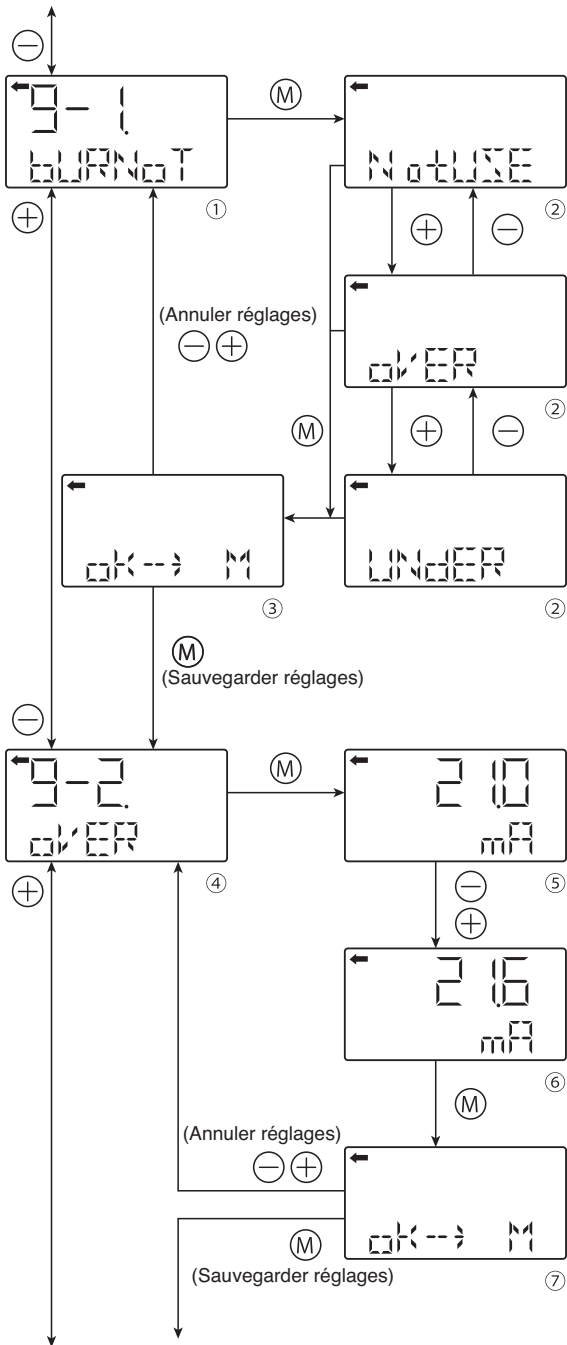 ⊖
←9-1.
Ⓜ
←
bURNoT
NotUSE
⊕
①
②
⊕ ⊖
(Annuler réglages)
⊖ ⊕
←
oVER
②
Ⓜ
⊕ ⊖
←
←
ok--> M
UNdER
③
②
Ⓜ
(Sauvegarder réglages)
⊖
←9-2.
Ⓜ
← 21.0
oVER
mA
⊕
④
⊖
⑤
⊕
← 21.6
mA
⑥
Ⓜ
(Annuler réglages)
⊖ ⊕
←
Ⓜ
ok--> M
(Sauvegarder réglages)
⑦